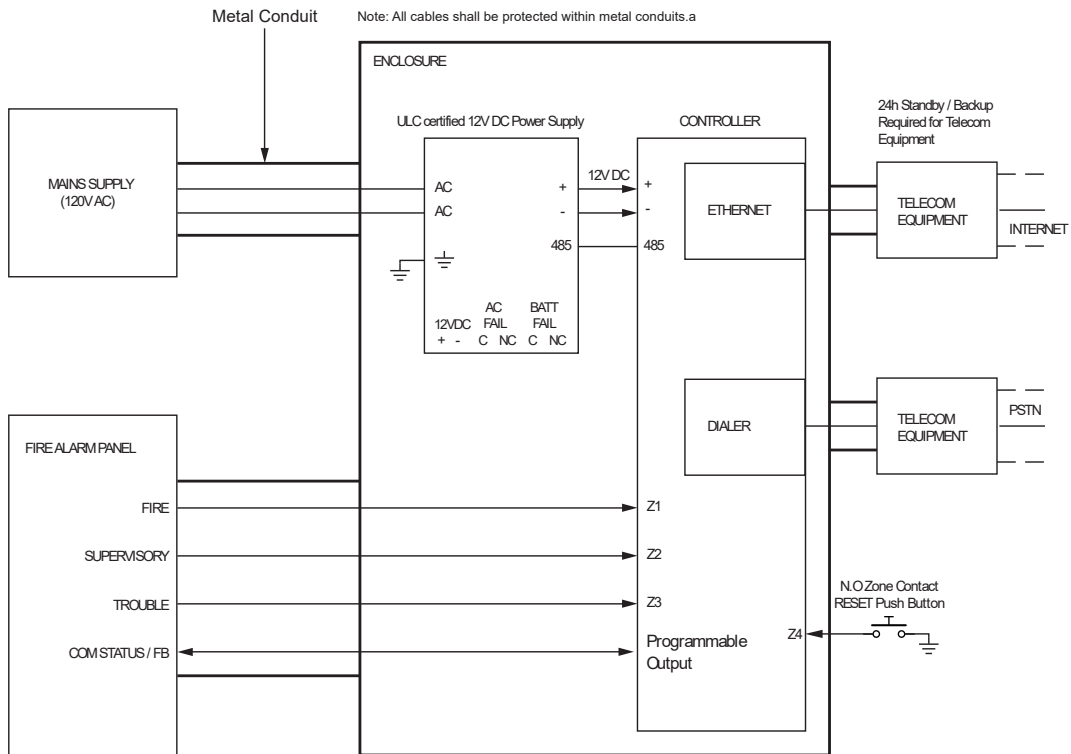 Metal Conduit
Note: All cables shall be protected within metal conduits.a
ENCLOSURE
MAINS SUPPLY
(120V AC)
ULC certified 12V DC Power Supply
AC
AC
+
-
485
12VDC
+ -
AC
FAIL
C NC
BATT
FAIL
C NC
12V DC
CONTROLLER
+
-
485
ETHERNET
24h Standby / Backup
Required for Telecom
Equipment
TELECOM
EQUIPMENT
INTERNET
DIALER
TELECOM
EQUIPMENT
PSTN
FIRE ALARM PANEL
FIRE
SUPERVISORY
TROUBLE
COM STATUS / FB
Z1
Z2
Z3
Programmable
Output
Z4
N.O Zone Contact
RESET Push Button